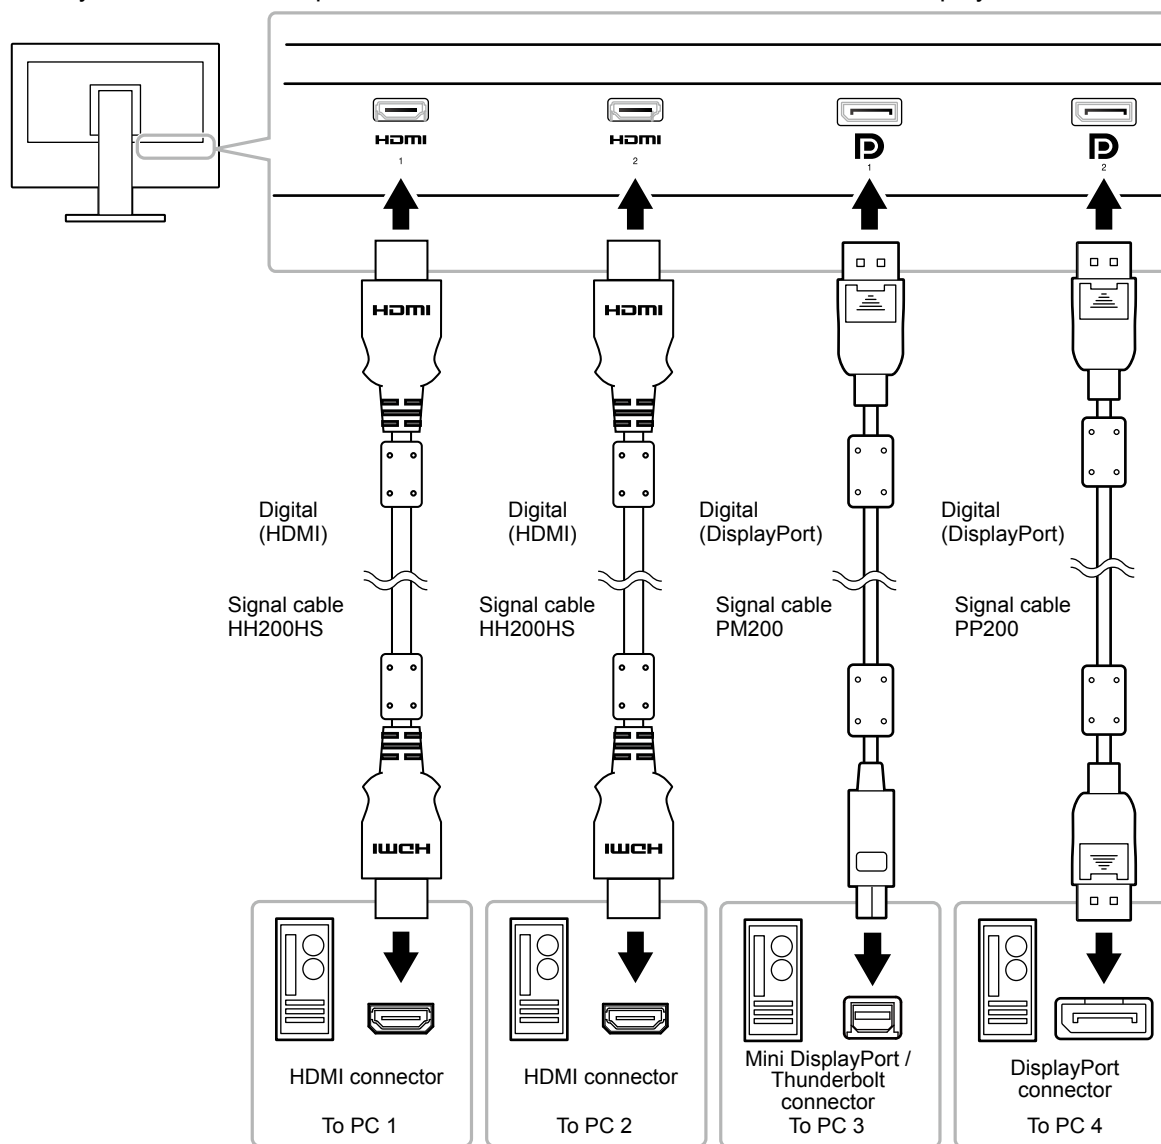 HDMI
1
HDMI
2
1
2
HDMI
HDMI
Digital
(HDMI)
Digital
(HDMI)
Digital
(DisplayPort)
Digital
(DisplayPort)
Signal cable
HH200HS
Signal cable
HH200HS
Signal cable
PM200
Signal cable
PP200
HDMI
HDMI
HDMI connector
To PC 1
HDMI connector
To PC 2
Mini DisplayPort /
Thunderbolt
connector
To PC 3
DisplayPort
connector
To PC 4